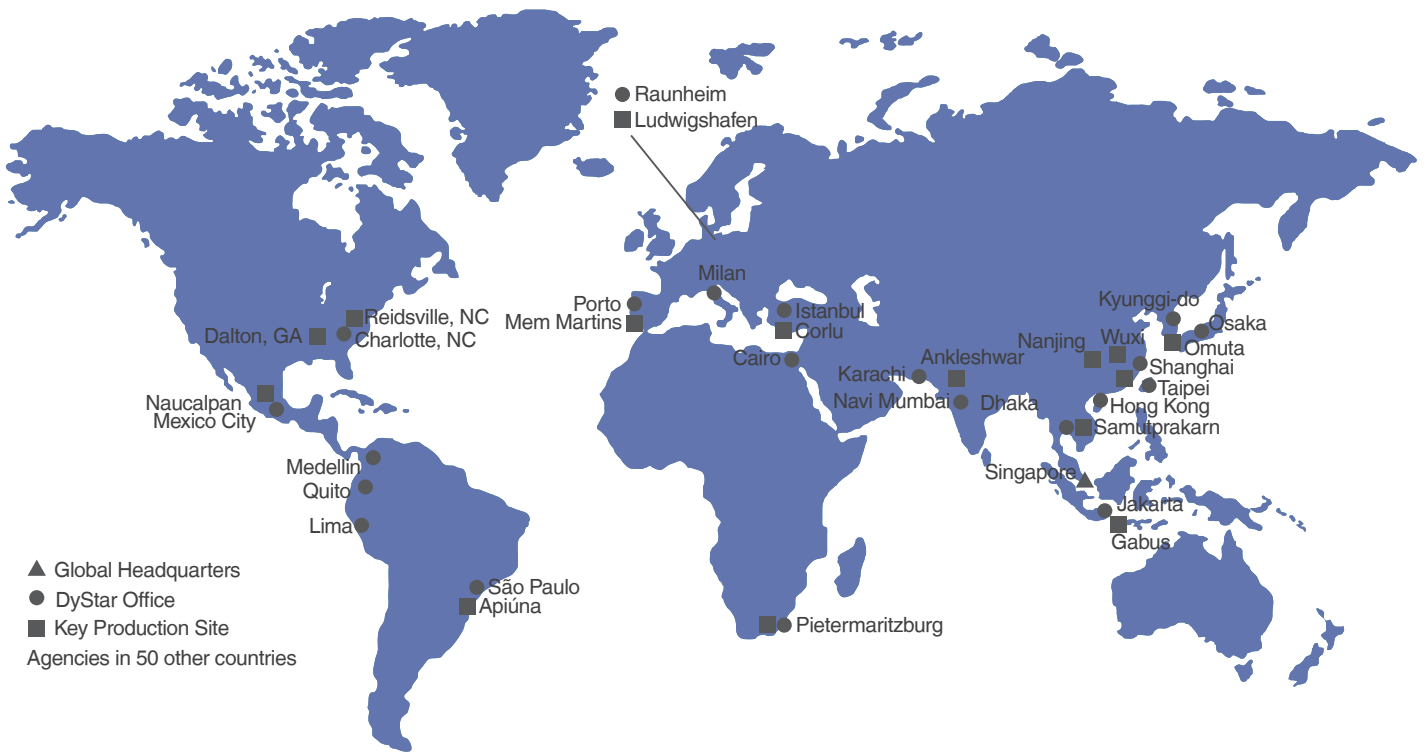 Raunheim
Ludwigshafen
Milan
Porto
Mem Martins
Istanbul
Corlu
Cairo
Reidsville, NC
Dalton, GA
Charlotte, NC
Naucalpan
Mexico City
Medellin
Quito
Lima
São Paulo
Apiúna
Pietermaritzburg
Karachi
Ankleshwar
Navi Mumbai
Dhaka
Kyunggi-do
Osaka
Omuta
Nanjing
Wuxi
Shanghai
Taipei
Hong Kong
Samutprakarn
Singapore
Jakarta
Gabus
Global Headquarters
DyStar Office
Key Production Site
Agencies in 50 other countries